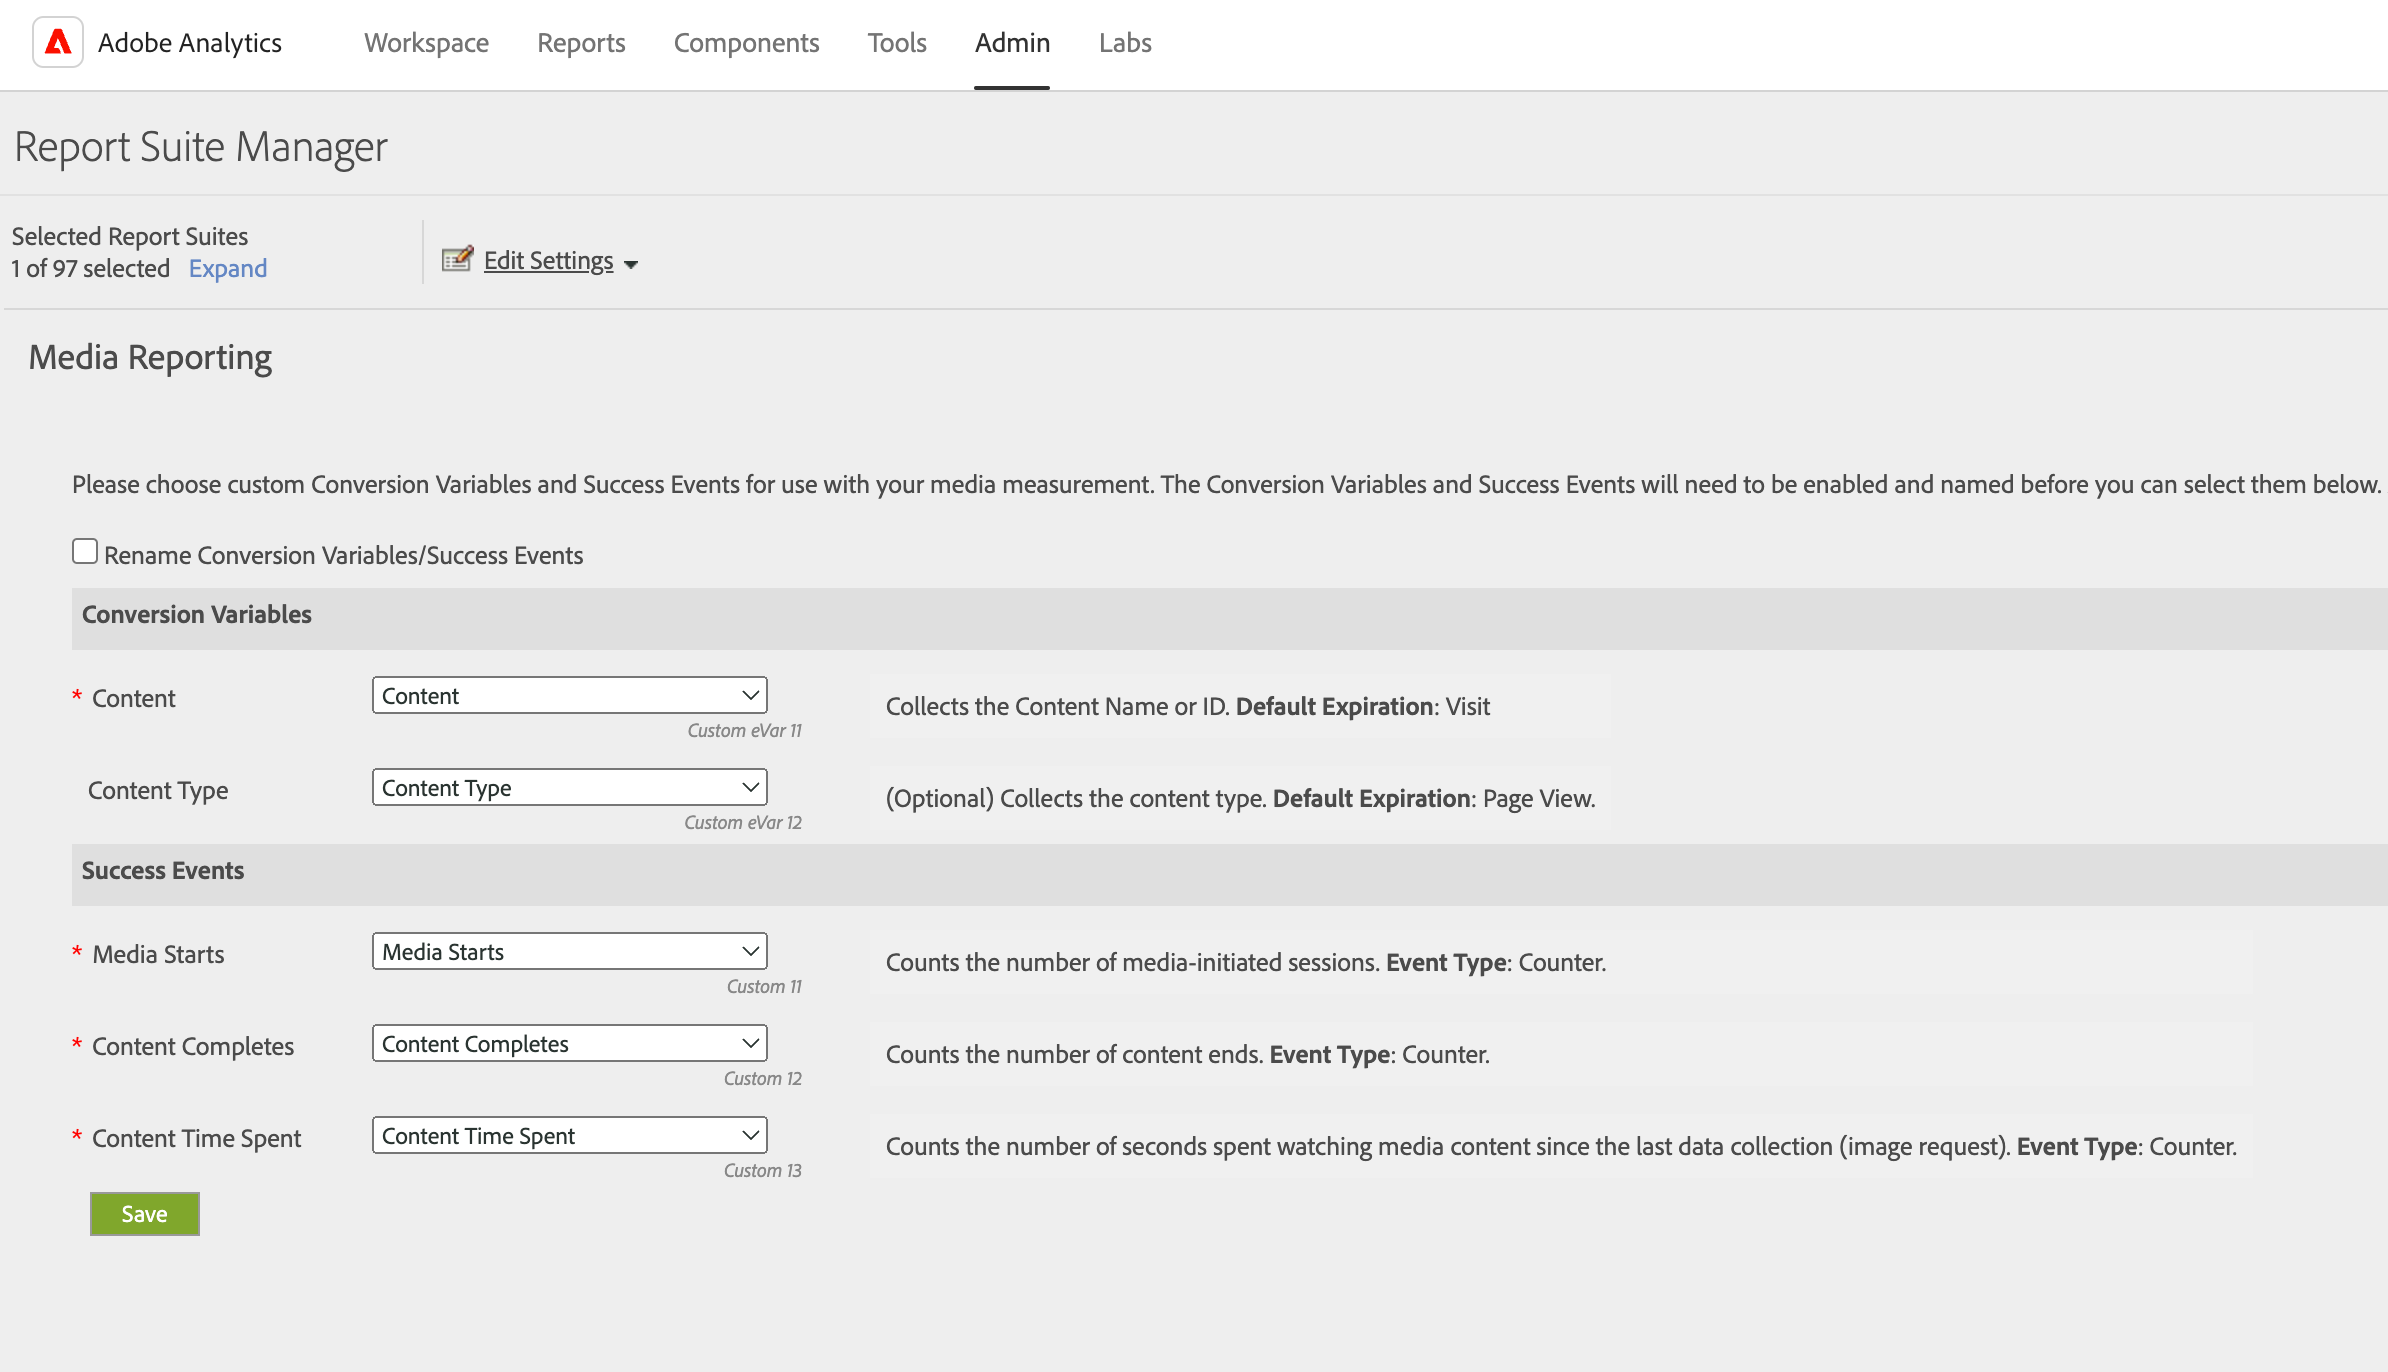 Adobe Analytics Workspace Reports Components Tools Admin Labs
Report Suite Manager
Selected Report Suites
1 of 97 selected Expand
Edit Settings
Media Reporting
Please choose custom Conversion Variables and Success Events for use with your media measurement. The Conversion Variables and Success Events will need to be enabled and named before you can select them below.
Rename Conversion Variables/Success Events
Conversion Variables
* Content Content Collects the Content Name or ID. Default Expiration: Visit
Custom eVar 11
Content Type Content Type (Optional) Collects the content type. Default Expiration: Page View.
Custom eVar 12
Success Events
* Media Starts Media Starts Counts the number of media-initiated sessions. Event Type: Counter.
Custom 11
* Content Completes Content Completes Counts the number of content ends. Event Type: Counter.
Custom 12
* Content Time Spent Content Time Spent Counts the number of seconds spent watching media content since the last data collection (image request). Event Type: Counter.
Custom 13
Save